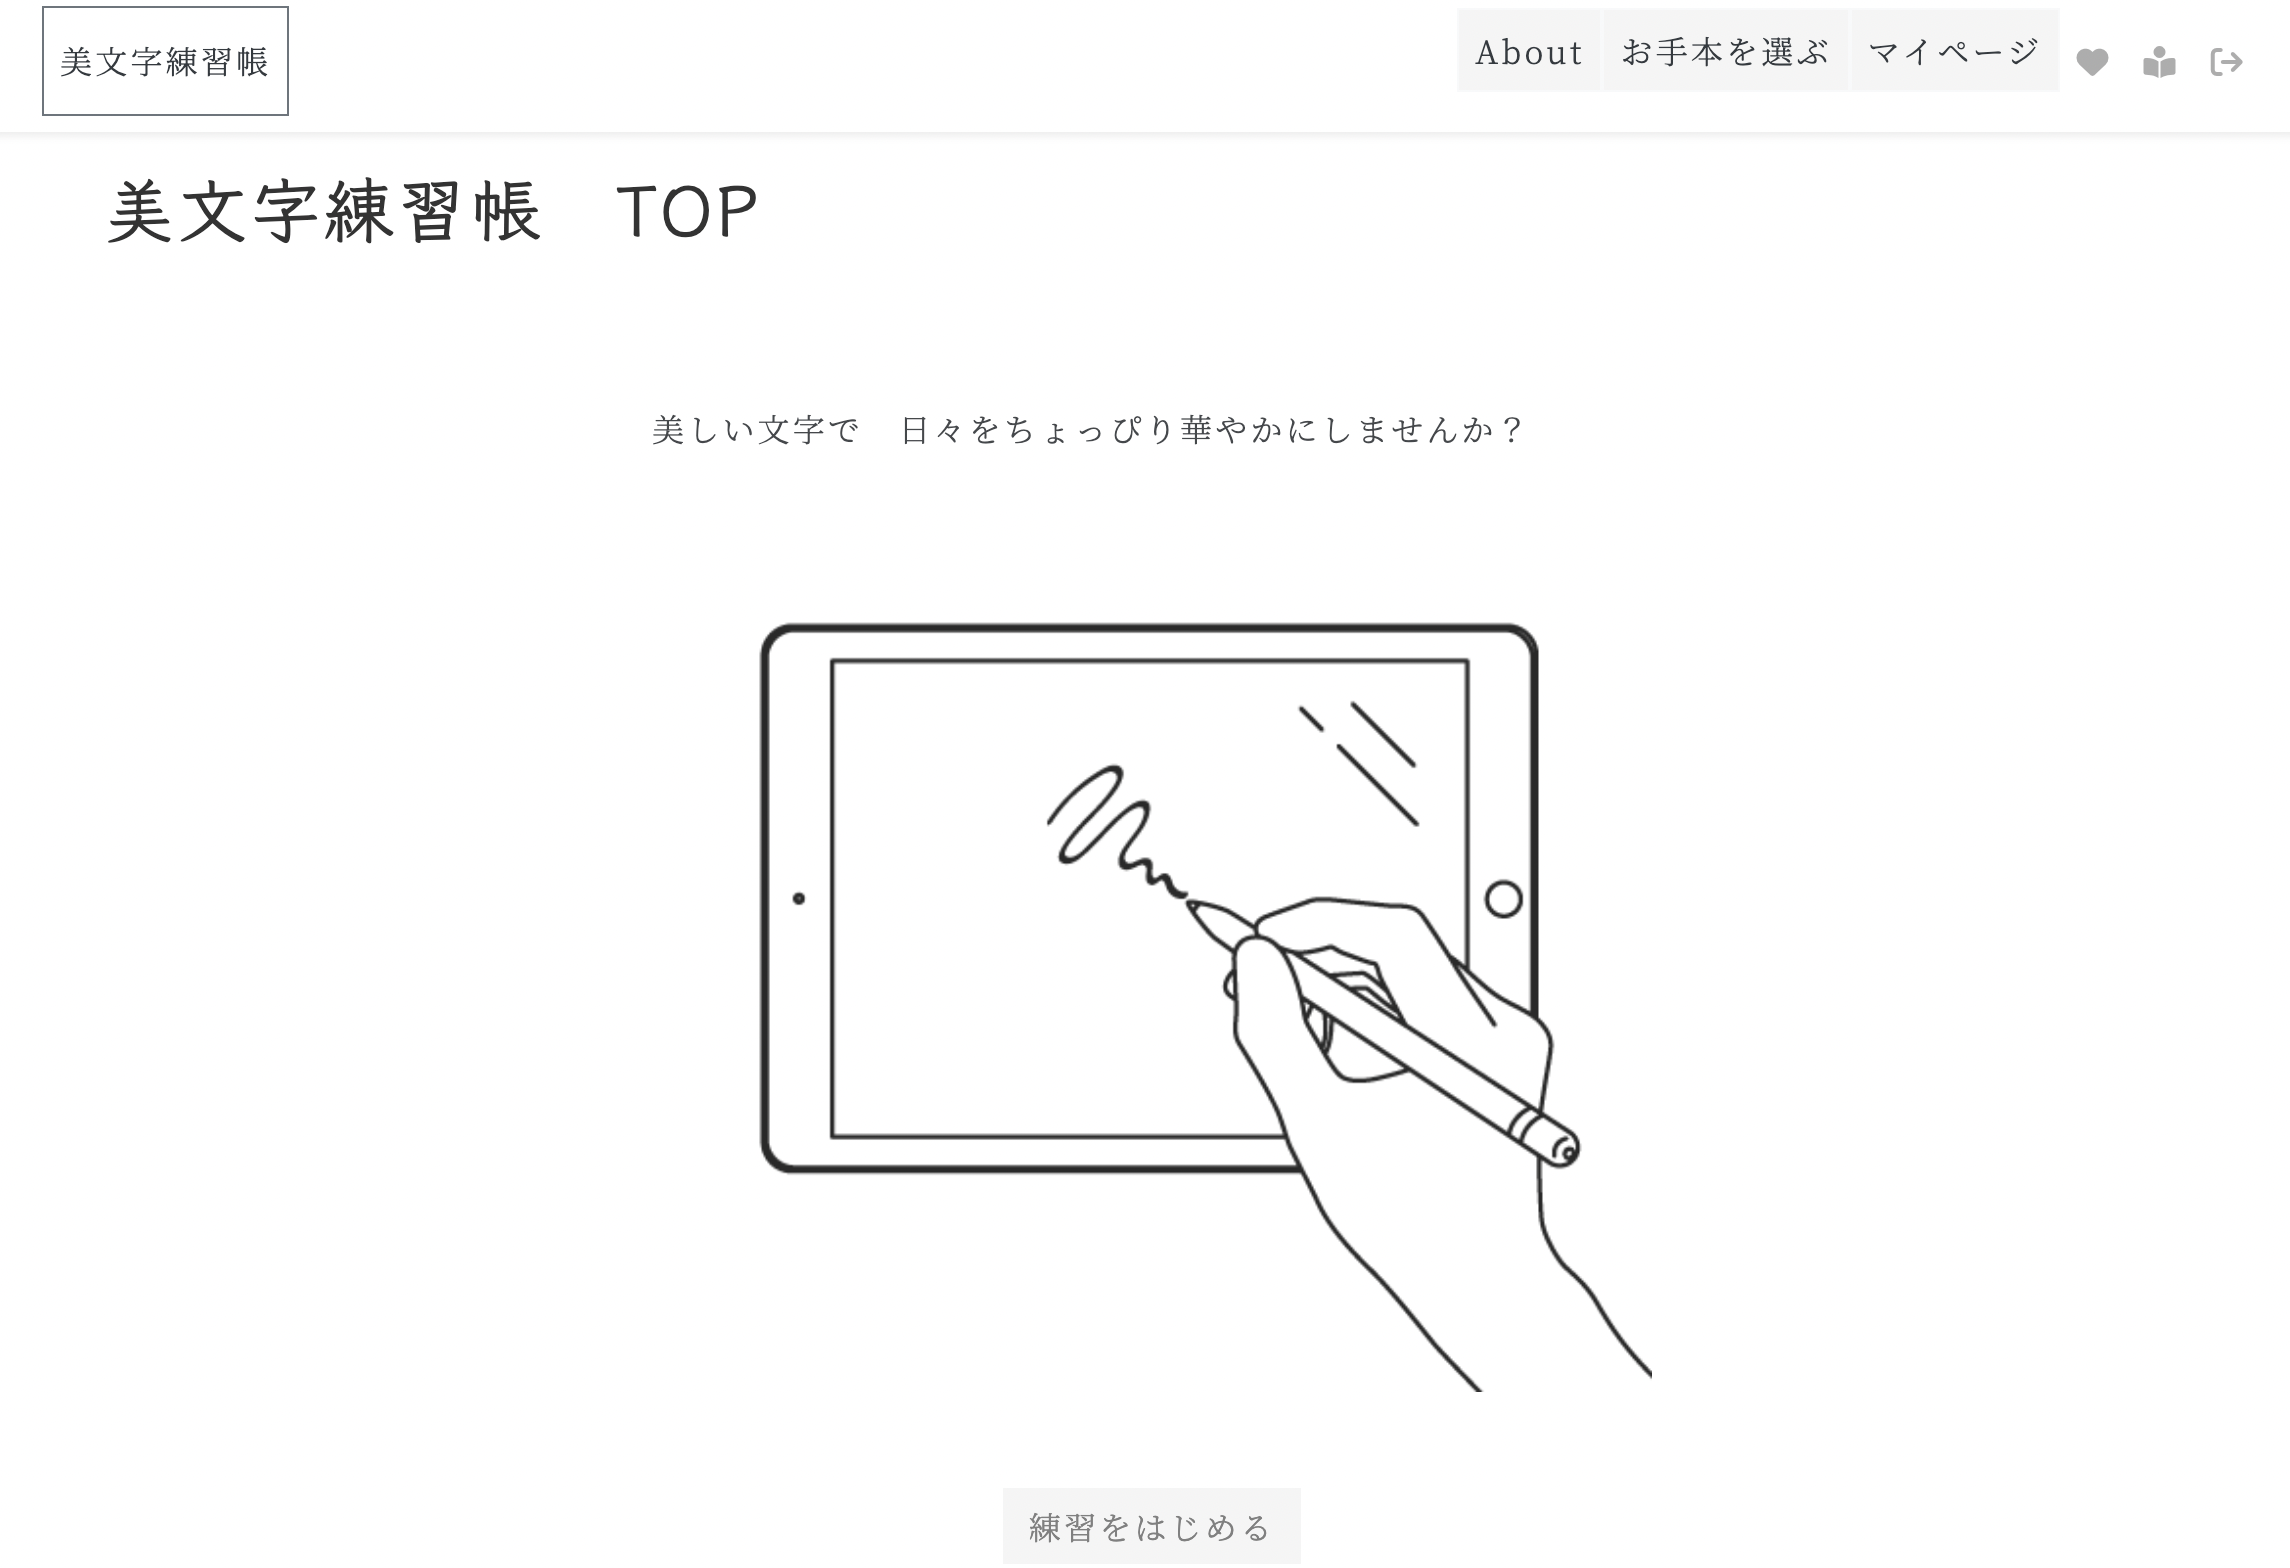 美文字練習帳
About お手本を選ぶ マイページ
美文字練習帳　TOP
美しい文字で　日々をちょっぴり華やかにしませんか？
練習をはじめる